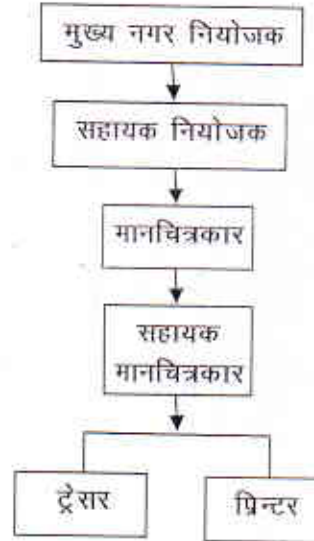 मुख्य नगर नियोजक
सहायक नियोजक
मानचित्रकार
सहायक
मानचित्रकार
ट्रेसर
प्रिन्टर